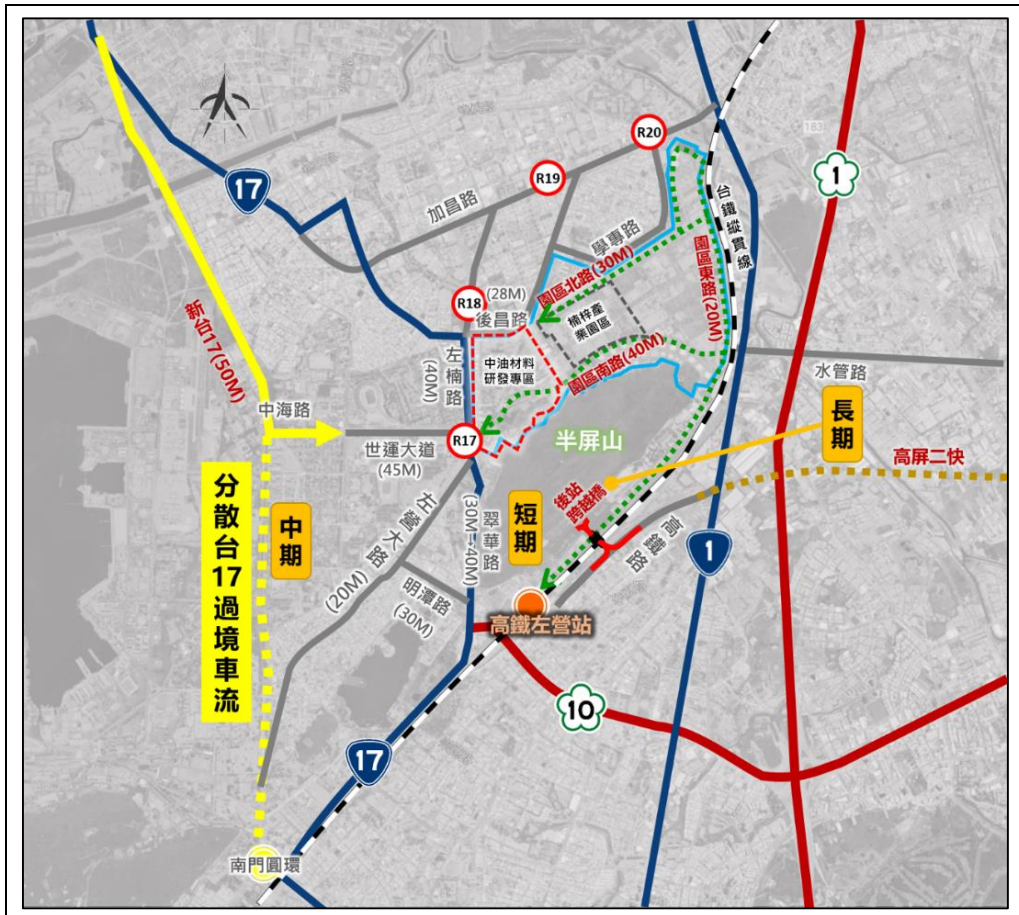 R20
183
1
17
R19
加昌路
台鐵縱貫線
學專路
園區北路(30M)
園區東路(20M)
R18
(28M)
後昌路
楠梓產
業園區
新台17(50M)
左楠路
(40M)
中油材料
研發專區
園區南路(40M)
水管路
中海路
世運大道
(45M)
R17
半屏山
長期
高屏二快
分散台17過境車流
中期
左營大路
(20M)
翠華路
(30M→40M)
短期
後站
跨越橋
高鐵路
1
明潭路
(30M)
高鐵左營站
10
17
南門圓環